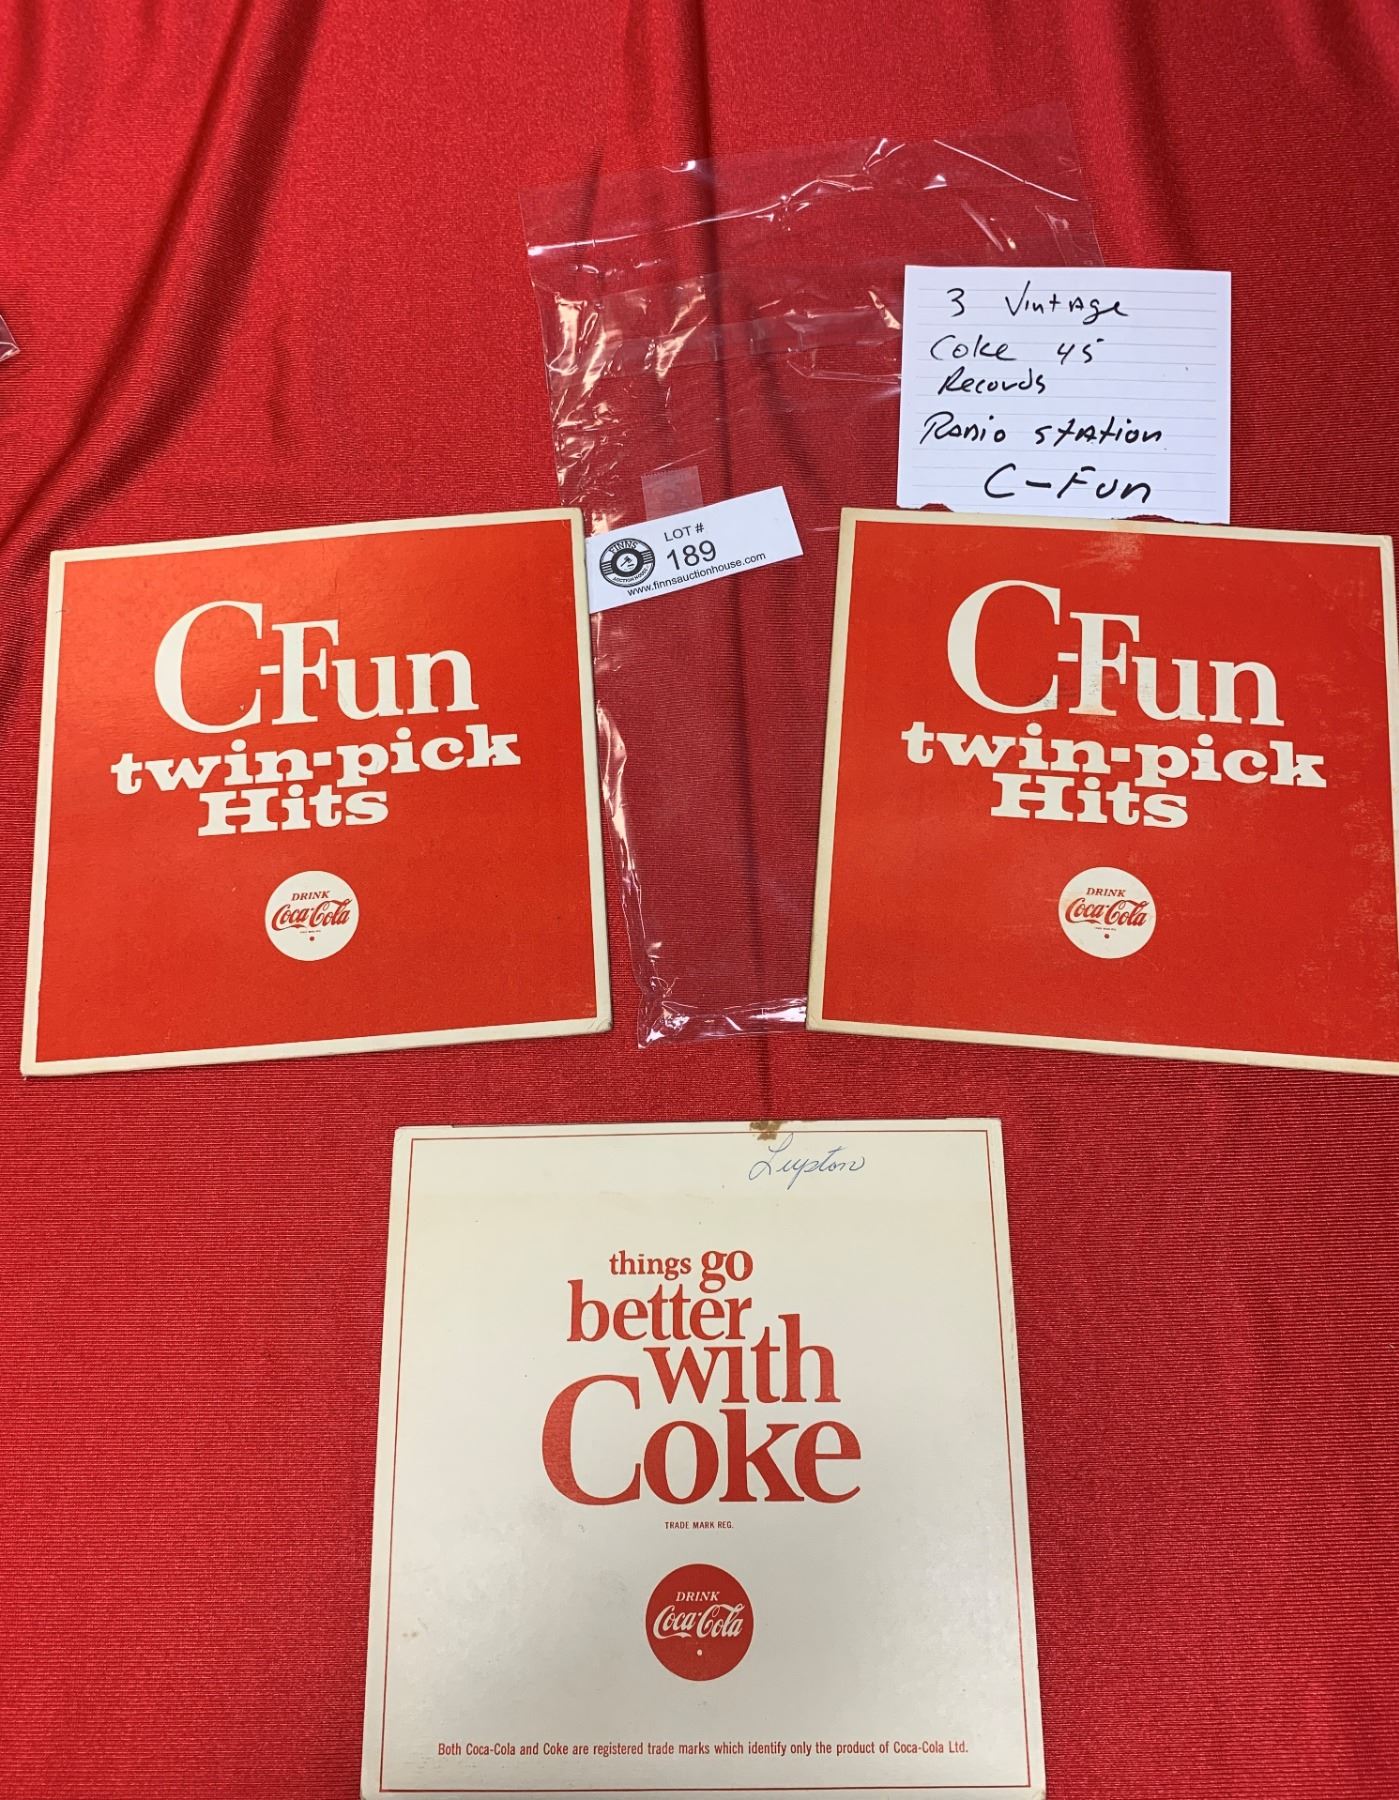 3 Vintage
Coke 45
Records
Radio station
C-Fun
LOT #
189
www.finnsauctionhouse.com
FINNS
AUCTION HOUSE
C-Fun
twin-pick
Hits
DRINK
Coca-Cola
C-Fun
twin-pick
Hits
DRINK
Coca-Cola
Lupton
things go
better
with
Coke
TRADE MARK REG.
DRINK
Coca-Cola
Both Coca-Cola and Coke are registered trade marks which identify only the product of Coca-Cola Ltd.